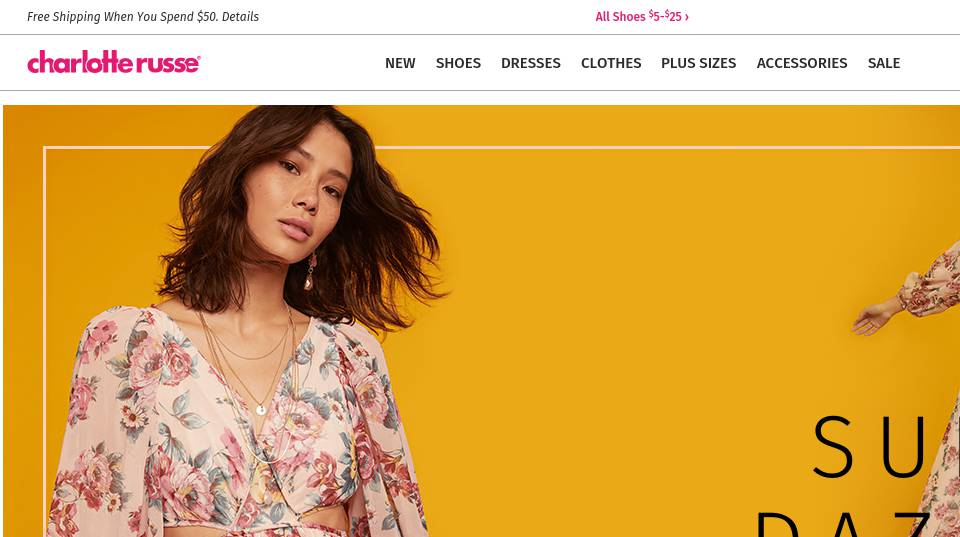 Free Shipping When You Spend $50. Details
All Shoes $5-$25 ›
charlotte russe®
NEW SHOES DRESSES CLOTHES PLUS SIZES ACCESSORIES SALE
SU
DAZ